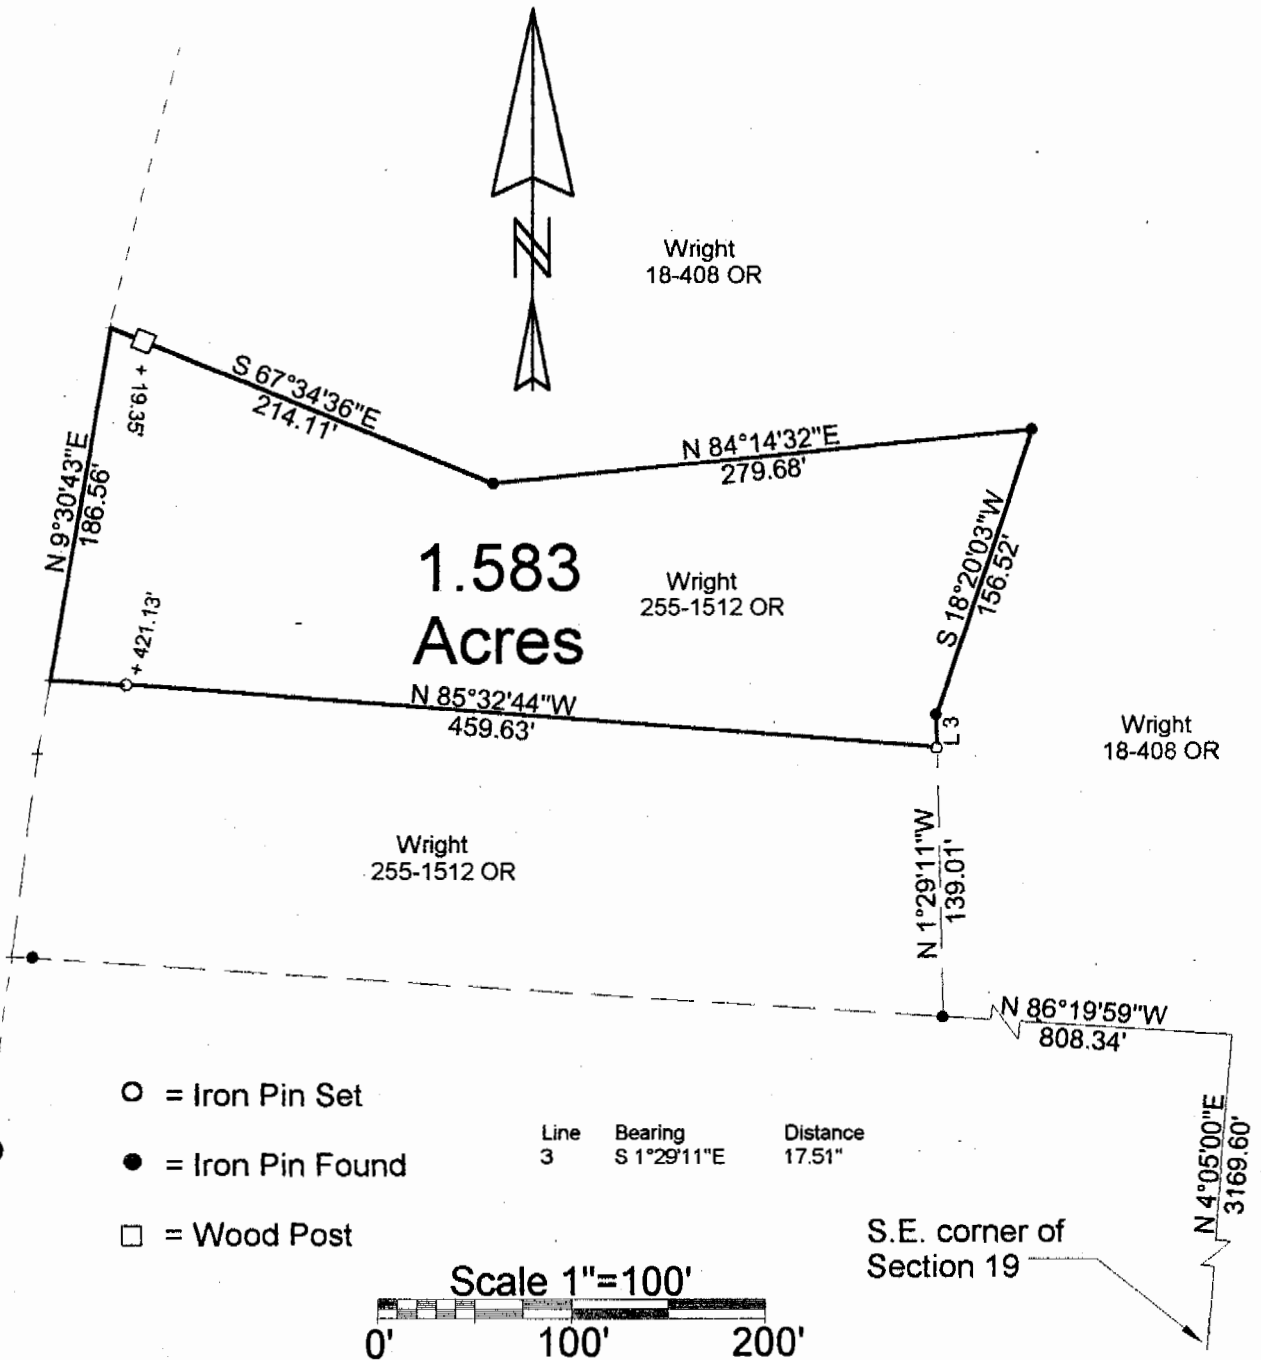 N
Wright
18-408 OR
S 67°34'36"E
214.11'
+ 19.35'
N 84°14'32"E
279.68'
N 9°30'43"E
186.56'
S 18°20'03"W
156.52'
1.583
Acres
Wright
255-1512 OR
+ 421.13'
N 85°32'44"W
459.63'
L 3
Wright
18-408 OR
Wright
255-1512 OR
N 1°29'11"W
139.01'
N 86°19'59"W
808.34'
= Iron Pin Set
= Iron Pin Found
= Wood Post
Line Bearing Distance
3 S 1°29'11"E 17.51"
N 4°05'00"E
3169.60'
S.E. corner of
Section 19
Scale 1"=100'
0' 100' 200'